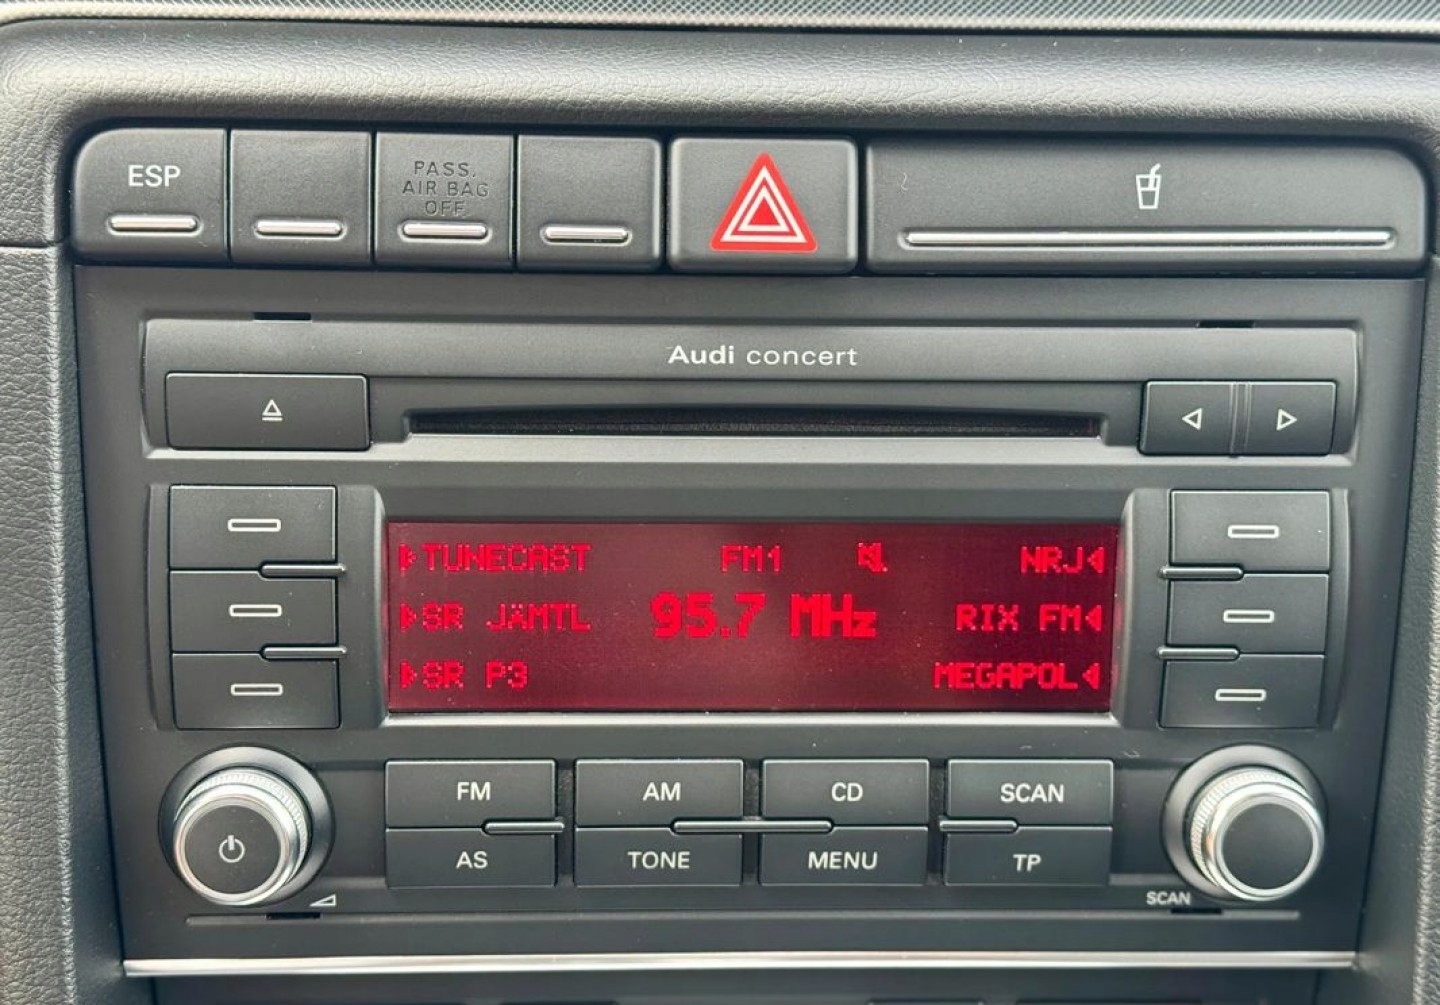 ESP
PASS.
AIR BAG
OFF
Audi concert
TUNECAST FM1 NRJ
SR JÄMTL 95.7 MHz RIX FM
SR P3 MEGAPOL
FM AM CD SCAN
AS TONE MENU TP
SCAN